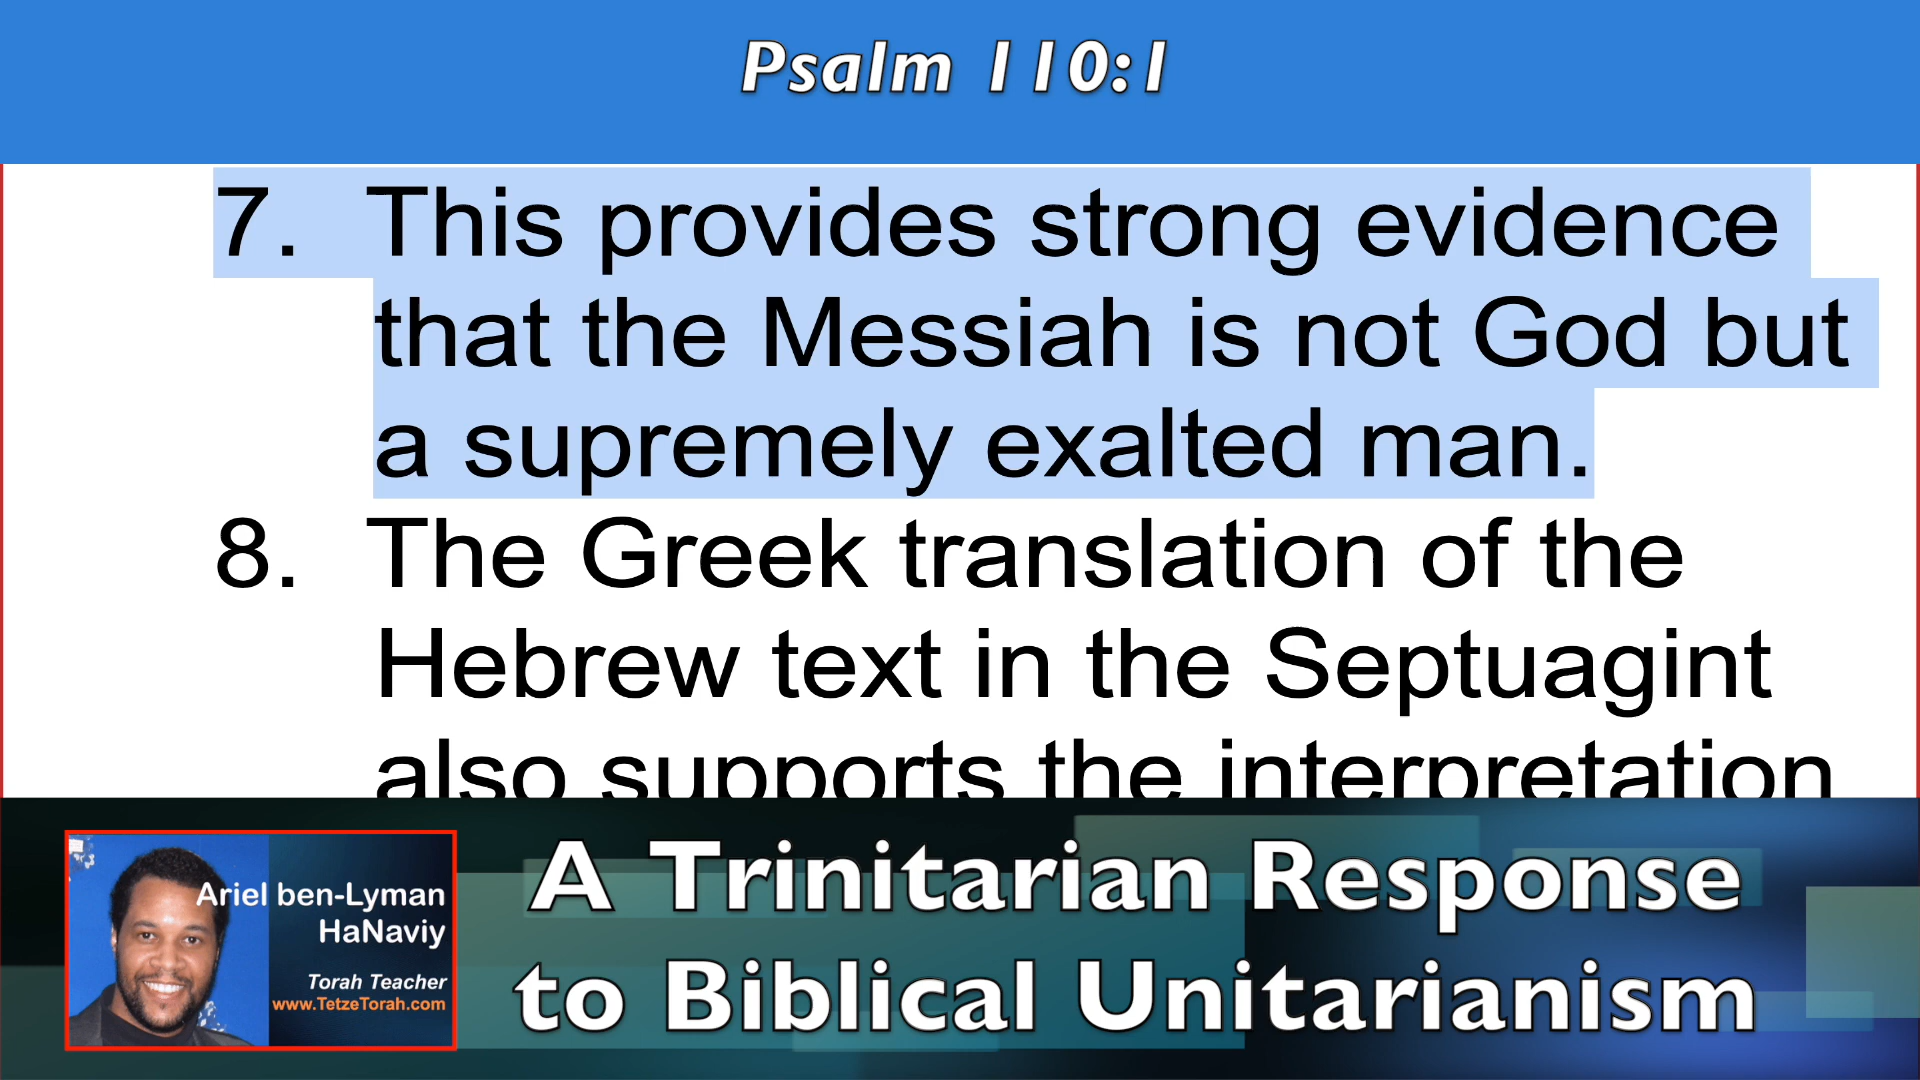 Psalm 110:1
7. This provides strong evidence
that the Messiah is not God but
a supremely exalted man.
8. The Greek translation of the
Hebrew text in the Septuagint
also supports the interpretation
Ariel ben-Lyman
HaNaviy
Torah Teacher
www.TetzeTorah.com
A Trinitarian Response
to Biblical Unitarianism